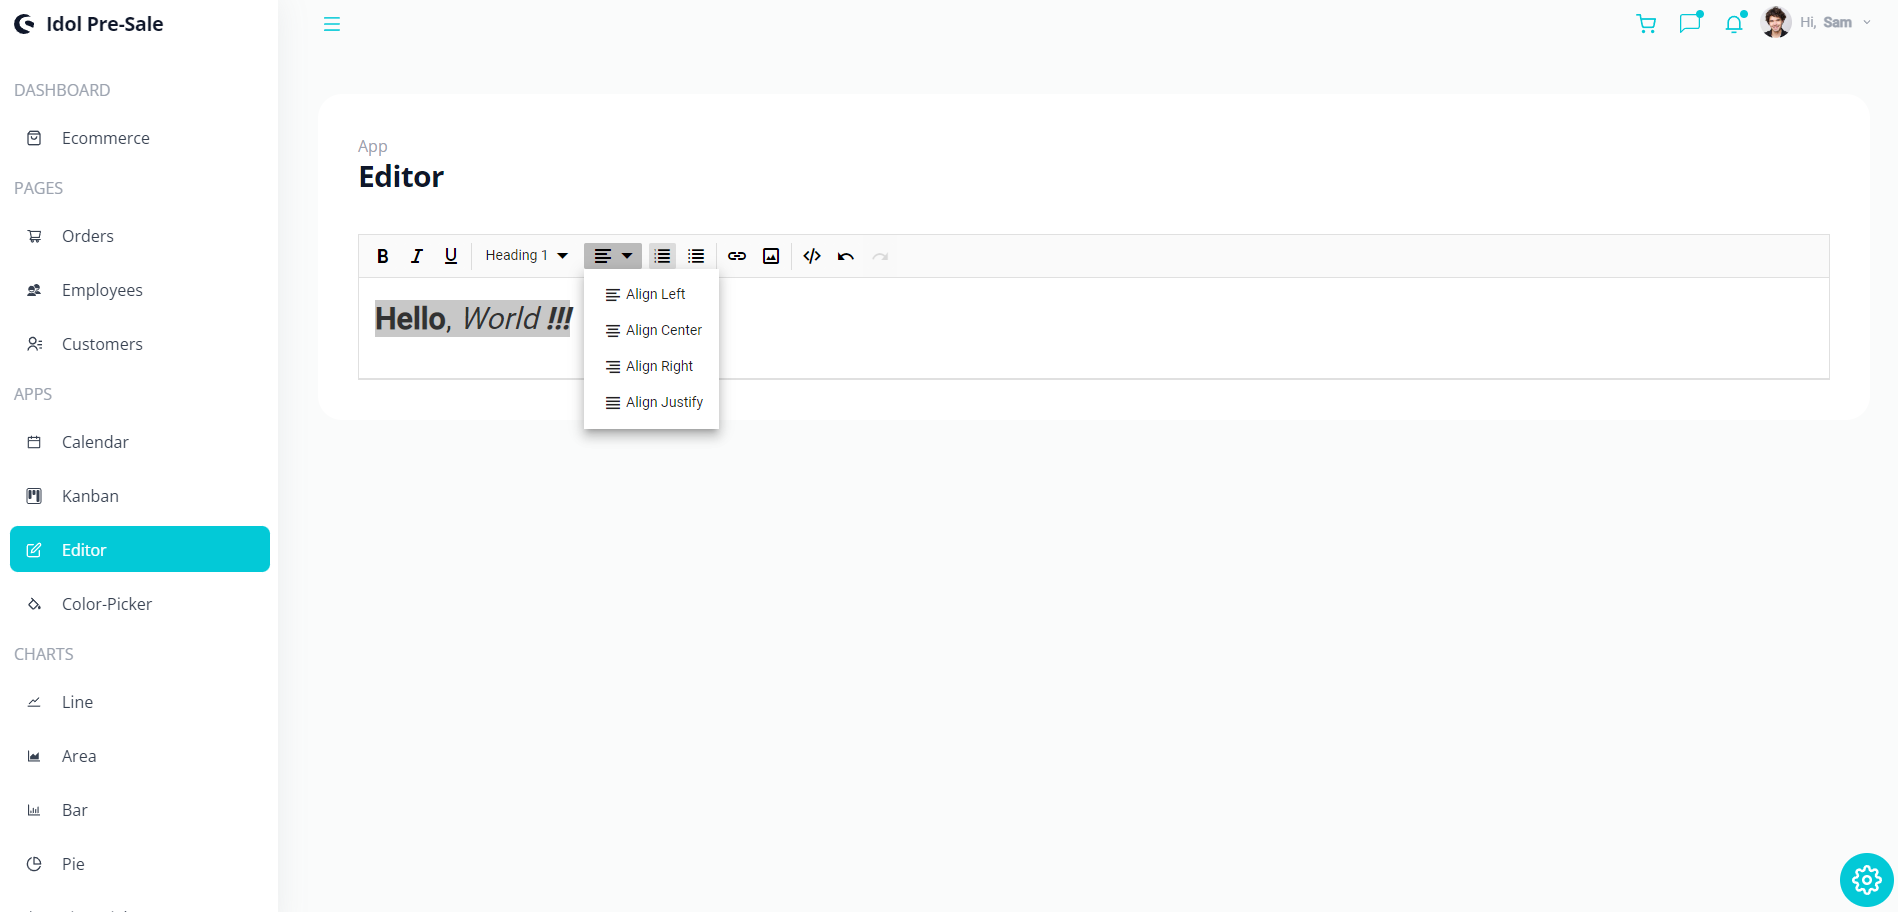 Idol Pre-Sale
Hi, Sam
DASHBOARD
Ecommerce
PAGES
Orders
Employees
Customers
APPS
Calendar
Kanban
Editor
Color-Picker
CHARTS
Line
Area
Bar
Pie
App
Editor
B I U Heading 1
Hello, World !!!
Align Left
Align Center
Align Right
Align Justify